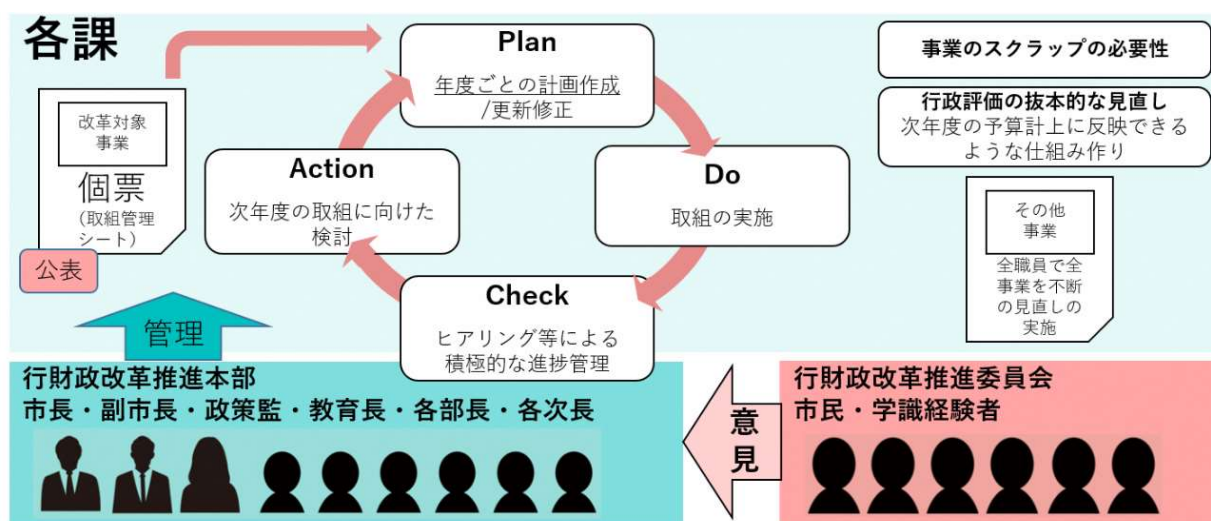 各課
改革対象
事業
個票
（取組管理
シート）
公表
管理
Plan
年度ごとの計画作成
/更新修正
Do
取組の実施
Check
ヒアリング等による
積極的な進捗管理
Action
次年度の取組に向けた
検討
事業のスクラップの必要性
行政評価の抜本的な見直し
次年度の予算計上に反映できる
ような仕組み作り
その他
事業
全職員で全
事業を不断
の見直しの
実施
行財政改革推進本部
市長・副市長・政策監・教育長・各部長・各次長
意見
行財政改革推進委員会
市民・学識経験者